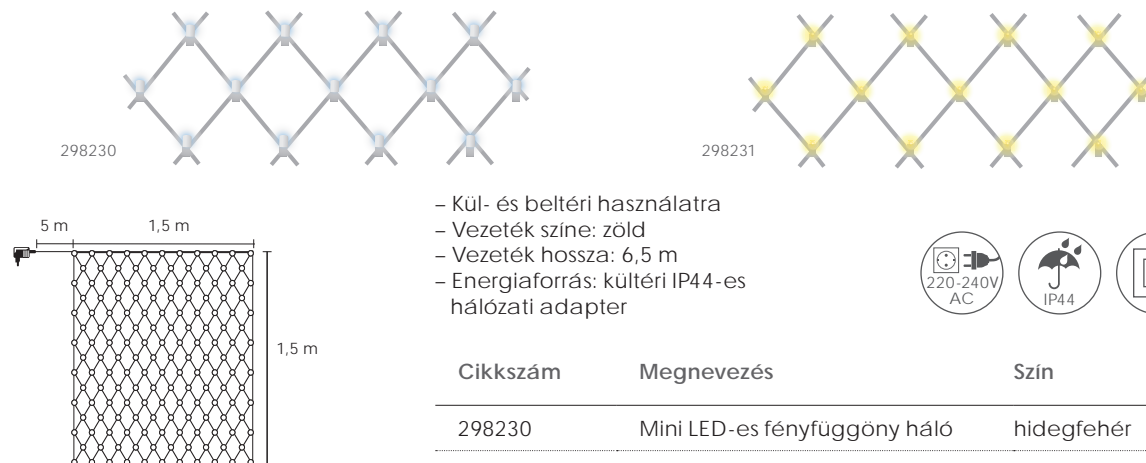 298230
298231
– Kül- és beltéri használatra
– Vezeték színe: zöld
– Vezeték hossza: 6,5 m
– Energiaforrás: kültéri IP44-es
hálózati adapter
5 m
1,5 m
1,5 m
220-240V
AC
IP44
Cikkszám Megnevezés Szín
298230 Mini LED-es fényfüggöny háló hidegfehér